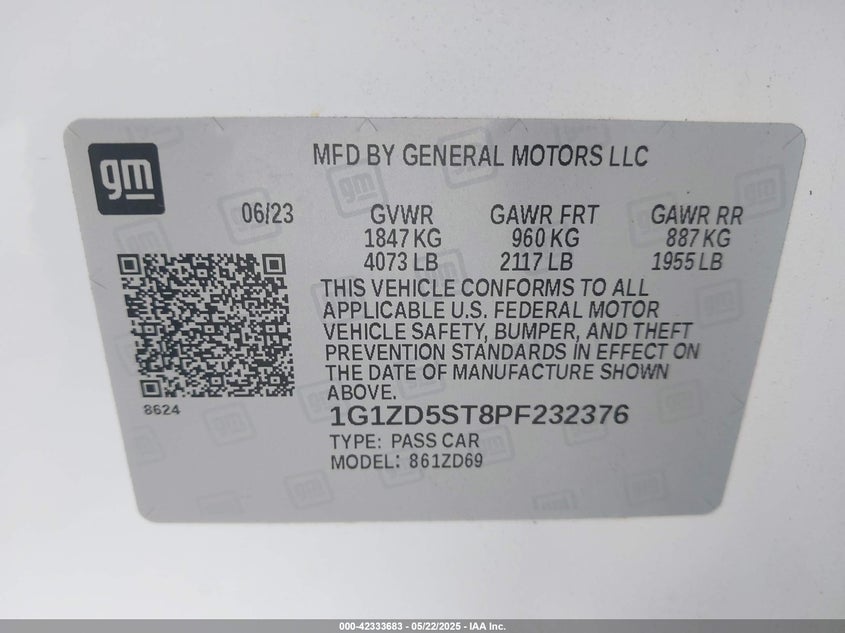 gm
MFD BY GENERAL MOTORS LLC
06/23 GVWR GAWR FRT GAWR RR
1847 KG 960 KG 887 KG
4073 LB 2117 LB 1955 LB
THIS VEHICLE CONFORMS TO ALL
APPLICABLE U.S. FEDERAL MOTOR
VEHICLE SAFETY, BUMPER, AND THEFT
PREVENTION STANDARDS IN EFFECT ON
THE DATE OF MANUFACTURE SHOWN
ABOVE.
8624
1G1ZD5ST8PF232376
TYPE: PASS CAR
MODEL: 861ZD69
000-42333683 - 05/22/2025 - IAA Inc.